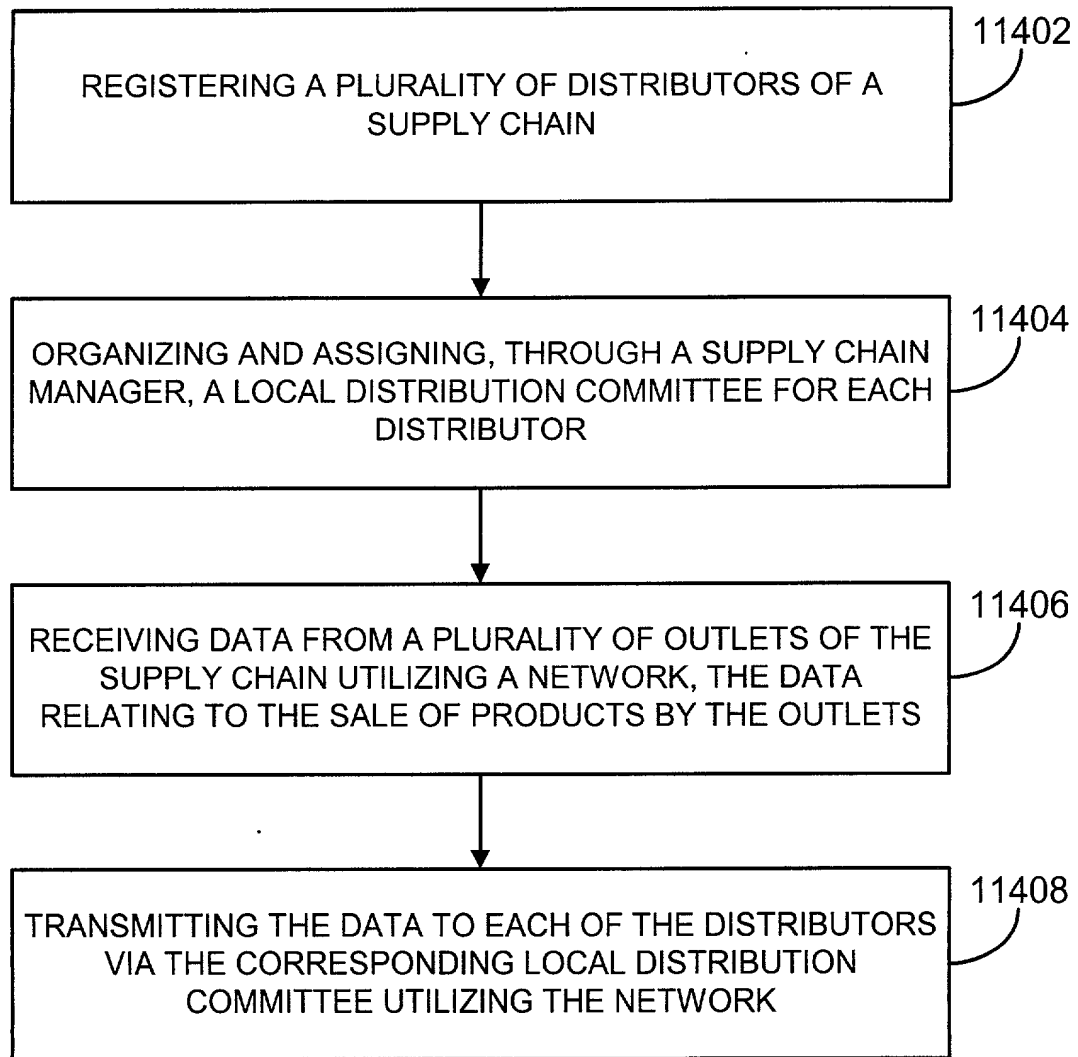 11402
REGISTERING A PLURALITY OF DISTRIBUTORS OF A
SUPPLY CHAIN
11404
ORGANIZING AND ASSIGNING, THROUGH A SUPPLY CHAIN
MANAGER, A LOCAL DISTRIBUTION COMMITTEE FOR EACH
DISTRIBUTOR
11406
RECEIVING DATA FROM A PLURALITY OF OUTLETS OF THE
SUPPLY CHAIN UTILIZING A NETWORK, THE DATA
RELATING TO THE SALE OF PRODUCTS BY THE OUTLETS
11408
TRANSMITTING THE DATA TO EACH OF THE DISTRIBUTORS
VIA THE CORRESPONDING LOCAL DISTRIBUTION
COMMITTEE UTILIZING THE NETWORK